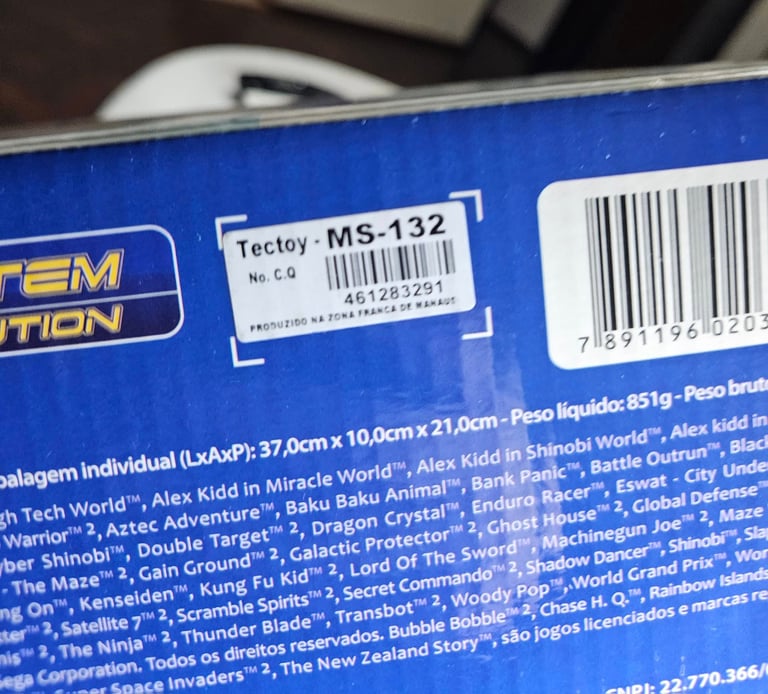 TEM
UTION
Tectoy - MS-132
No. C.Q
461283291
PRODUZIDO NA ZONA FRANCA DE MANAUS
7 891196 0203
balagem individual (LxAxP): 37,0cm x 10,0cm x 21,0cm - Peso líquido: 851g - Peso brut
gh Tech World™, Alex Kidd in Miracle World™, Alex Kidd in Shinobi World™, Alex kidd in
Warrior™ 2, Aztec Adventure™, Baku Baku Animal™, Bank Panic™, Battle Outrun™, Black
yber Shinobi™, Double Target™ 2, Dragon Crystal™, Enduro Racer™, Eswat - City Unde
- The Maze™ 2, Gain Ground™ 2, Galactic Protector™ 2, Ghost House™ 2, Global Defense™
ng On™, Kenseiden™, Kung Fu Kid™ 2, Lord Of The Sword™, Machinegun Joe™ 2, Maze
ter™ 2, Satellite 7™ 2, Scramble Spirits™ 2, Secret Commando™ 2, Shadow Dancer™, Shinobi™, Sla
nis™ 2, The Ninja™ 2, Thunder Blade™, Transbot™ 2, Woody Pop™, World Grand Prix™, Won
ega Corporation. Todos os direitos reservados. Bubble Bobble™ 2, Chase H. Q.™, Rainbow Islands
Super Space Invaders™ 2, The New Zealand Story™, são jogos licenciados e marcas re
CNPJ: 22.770.366/